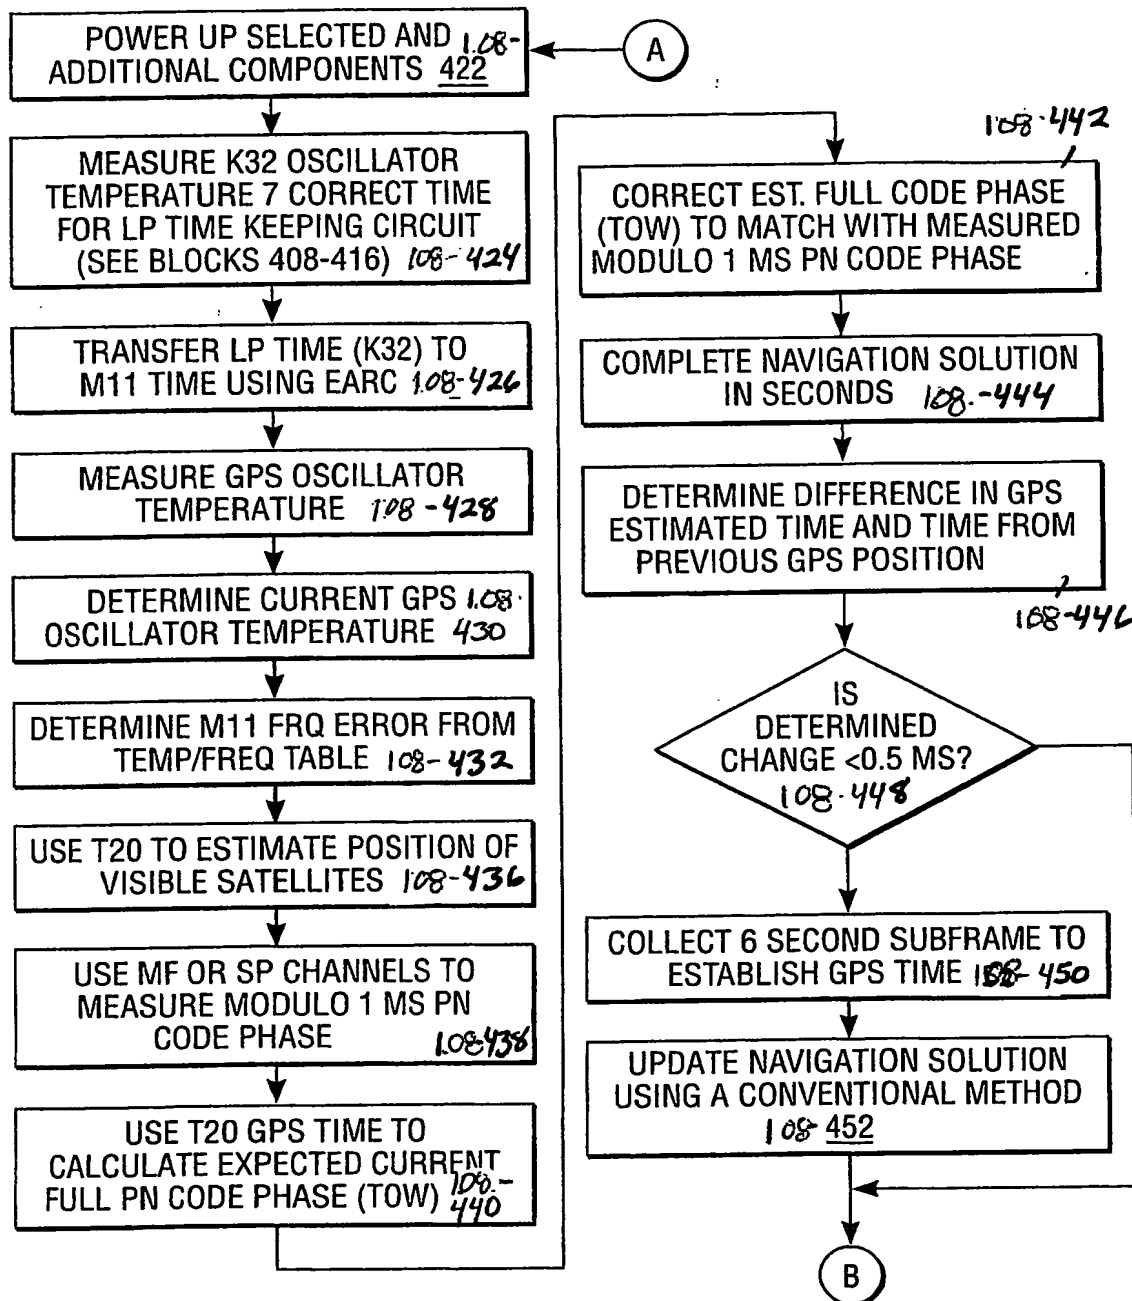 POWER UP SELECTED AND 1.08-
ADDITIONAL COMPONENTS 422
A
MEASURE K32 OSCILLATOR
TEMPERATURE 7 CORRECT TIME
FOR LP TIME KEEPING CIRCUIT
(SEE BLOCKS 408-416) 108-424
TRANSFER LP TIME (K32) TO
M11 TIME USING EARC 1.08-426
MEASURE GPS OSCILLATOR
TEMPERATURE 108-428
DETERMINE CURRENT GPS 1.08-
OSCILLATOR TEMPERATURE 430
DETERMINE M11 FRQ ERROR FROM
TEMP/FREQ TABLE 108-432
USE T20 TO ESTIMATE POSITION OF
VISIBLE SATELLITES 108-436
USE MF OR SP CHANNELS TO
MEASURE MODULO 1 MS PN
CODE PHASE 1.08438
USE T20 GPS TIME TO
CALCULATE EXPECTED CURRENT
FULL PN CODE PHASE (TOW) 108.-
440
108-442
CORRECT EST. FULL CODE PHASE
(TOW) TO MATCH WITH MEASURED
MODULO 1 MS PN CODE PHASE
COMPLETE NAVIGATION SOLUTION
IN SECONDS 108.-444
DETERMINE DIFFERENCE IN GPS
ESTIMATED TIME AND TIME FROM
PREVIOUS GPS POSITION
108-446
IS
DETERMINED
CHANGE <0.5 MS?
108-448
COLLECT 6 SECOND SUBFRAME TO
ESTABLISH GPS TIME 108-450
UPDATE NAVIGATION SOLUTION
USING A CONVENTIONAL METHOD
108-452
B